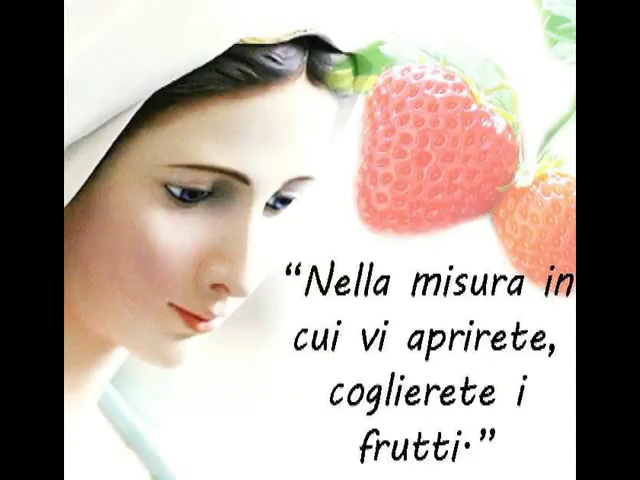 “Nella misura in
cui vi aprirete,
coglierete i
frutti.”